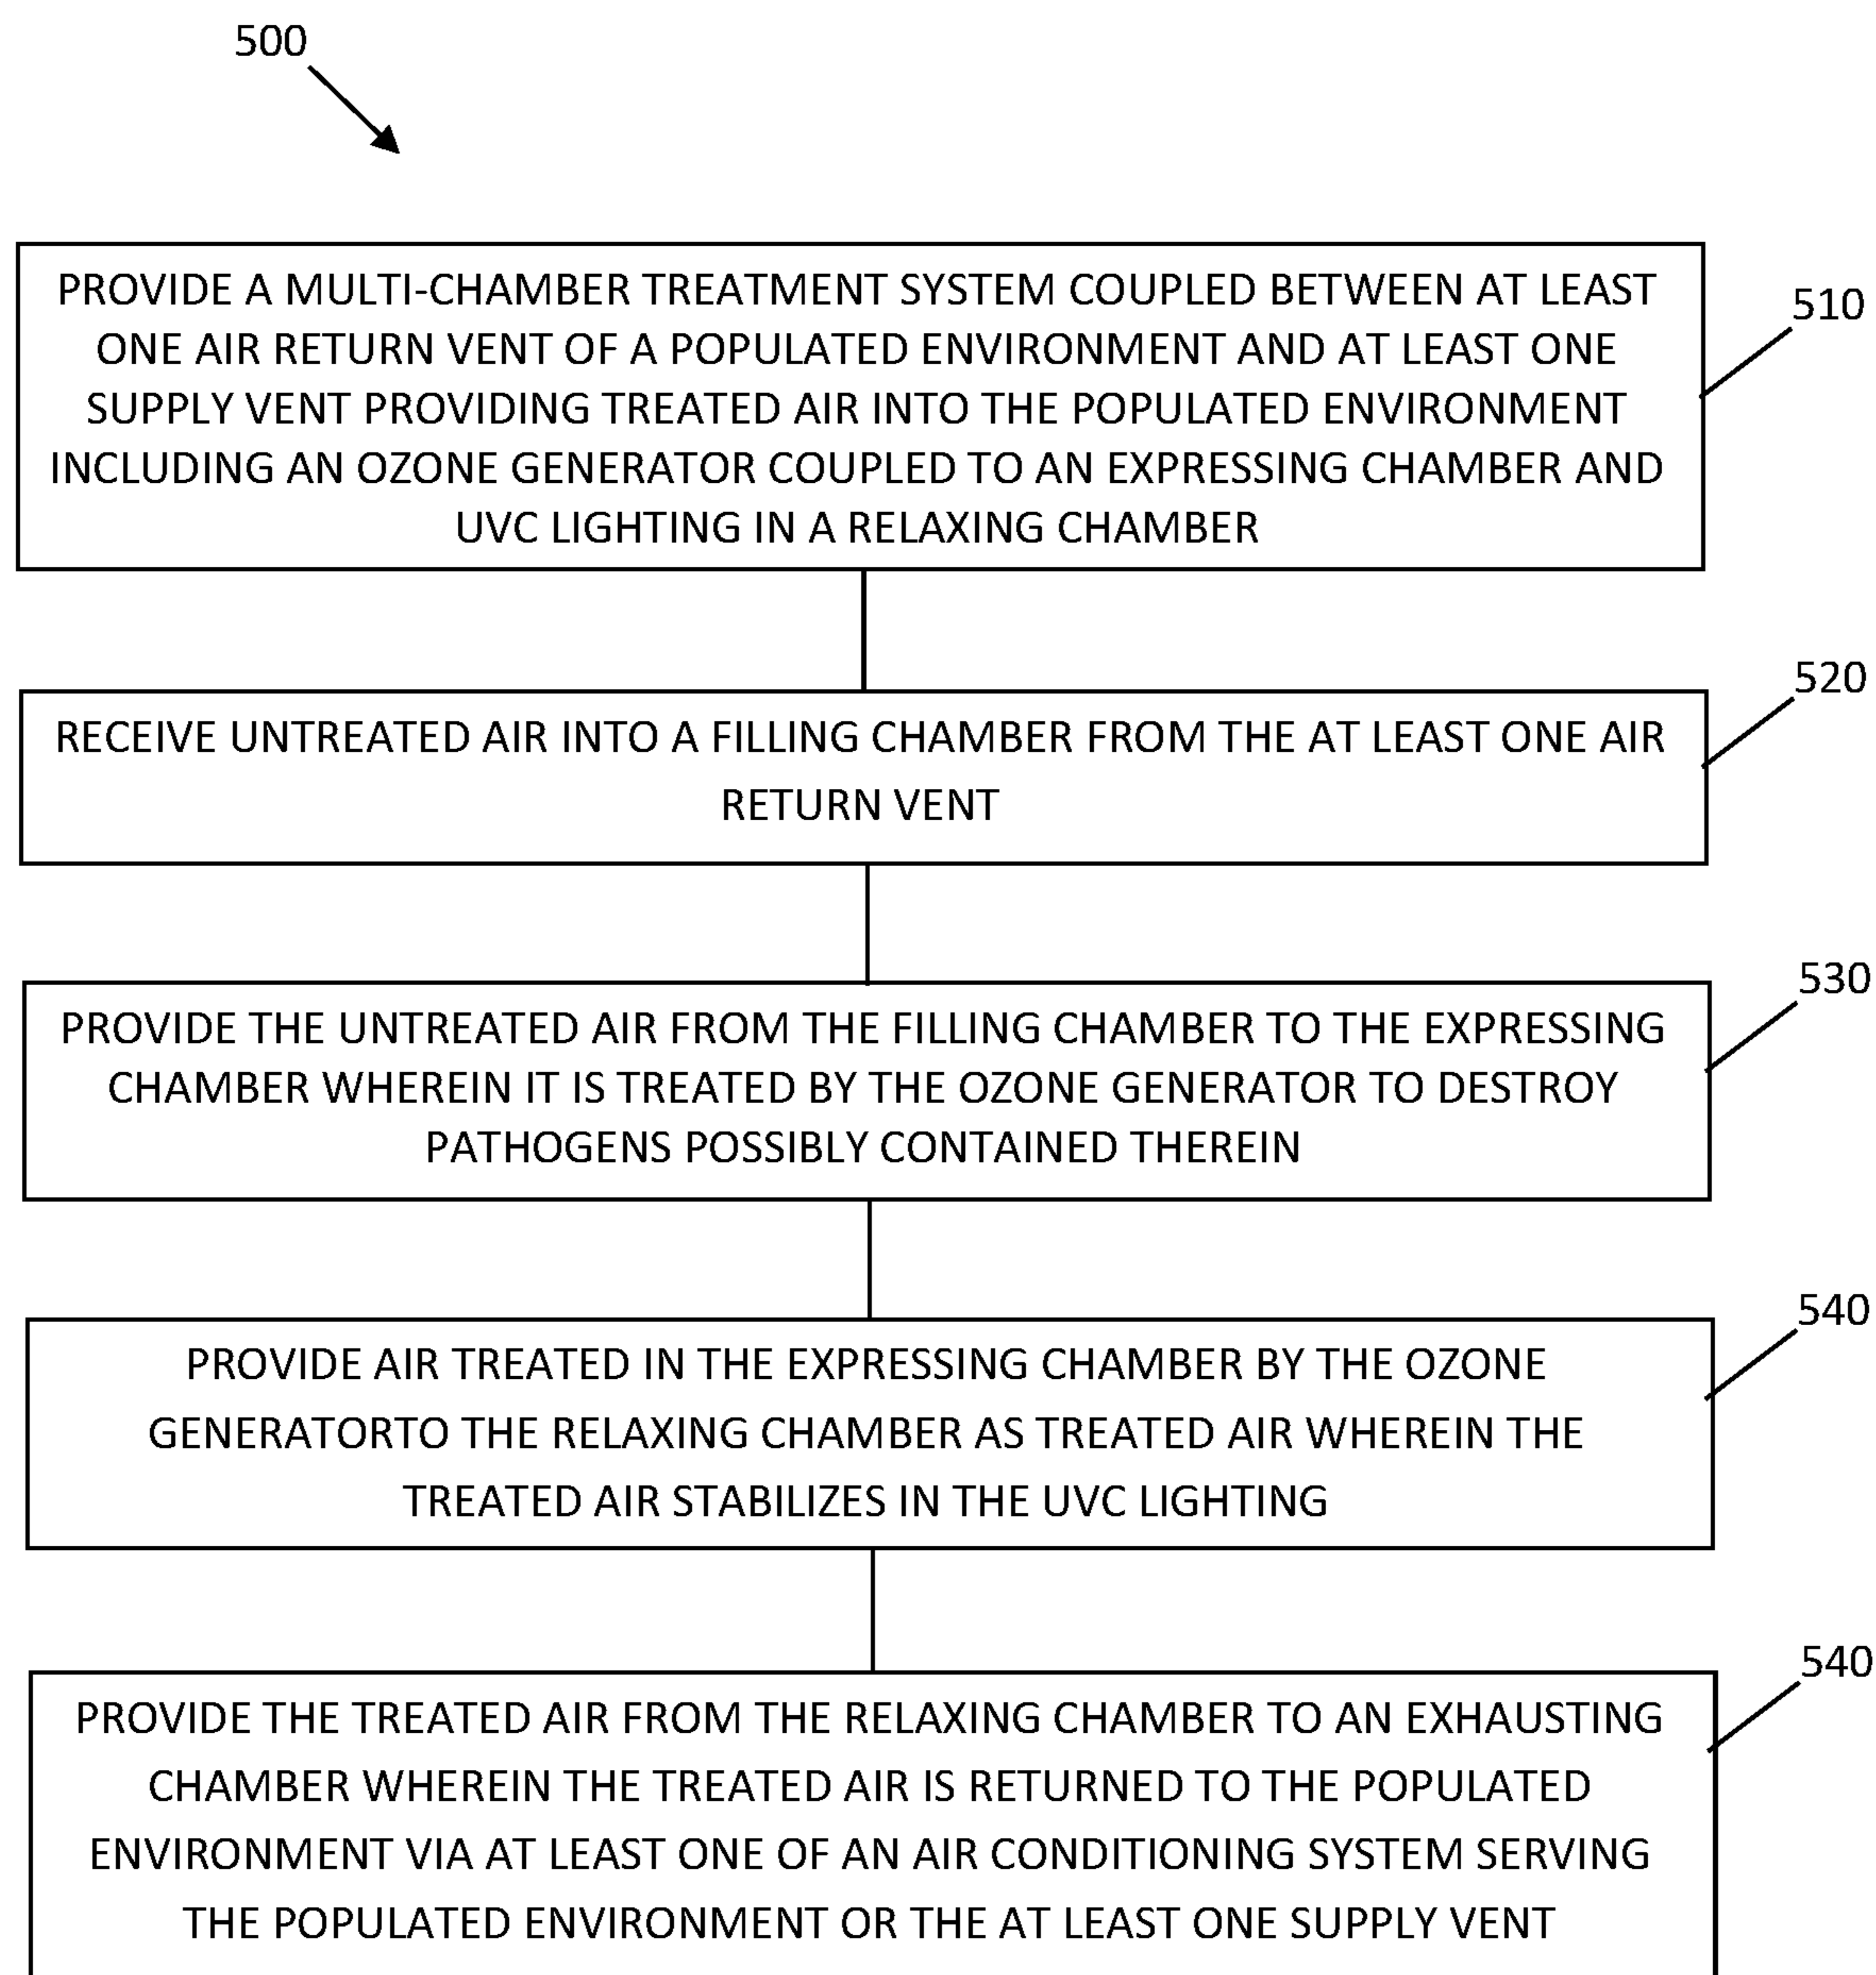 500
PROVIDE A MULTI-CHAMBER TREATMENT SYSTEM COUPLED BETWEEN AT LEAST
ONE AIR RETURN VENT OF A POPULATED ENVIRONMENT AND AT LEAST ONE
SUPPLY VENT PROVIDING TREATED AIR INTO THE POPULATED ENVIRONMENT
INCLUDING AN OZONE GENERATOR COUPLED TO AN EXPRESSING CHAMBER AND
UVC LIGHTING IN A RELAXING CHAMBER
510
RECEIVE UNTREATED AIR INTO A FILLING CHAMBER FROM THE AT LEAST ONE AIR
RETURN VENT
520
PROVIDE THE UNTREATED AIR FROM THE FILLING CHAMBER TO THE EXPRESSING
CHAMBER WHEREIN IT IS TREATED BY THE OZONE GENERATOR TO DESTROY
PATHOGENS POSSIBLY CONTAINED THEREIN
530
PROVIDE AIR TREATED IN THE EXPRESSING CHAMBER BY THE OZONE
GENERATORTO THE RELAXING CHAMBER AS TREATED AIR WHEREIN THE
TREATED AIR STABILIZES IN THE UVC LIGHTING
540
PROVIDE THE TREATED AIR FROM THE RELAXING CHAMBER TO AN EXHAUSTING
CHAMBER WHEREIN THE TREATED AIR IS RETURNED TO THE POPULATED
ENVIRONMENT VIA AT LEAST ONE OF AN AIR CONDITIONING SYSTEM SERVING
THE POPULATED ENVIRONMENT OR THE AT LEAST ONE SUPPLY VENT
540